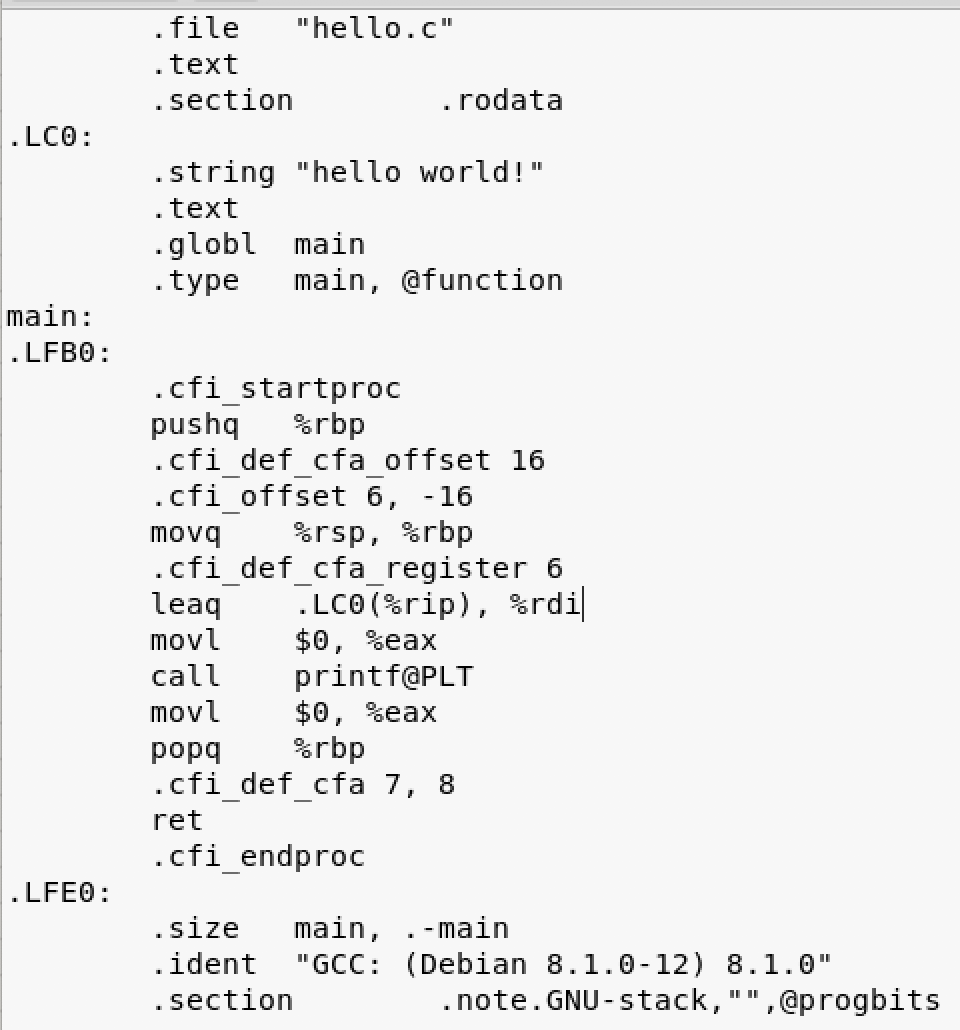 .file "hello.c"
.text
.section .rodata
.LC0:
.string "hello world!"
.text
.globl main
.type main, @function
main:
.LFB0:
.cfi_startproc
pushq %rbp
.cfi_def_cfa_offset 16
.cfi_offset 6, -16
movq %rsp, %rbp
.cfi_def_cfa_register 6
leaq .LC0(%rip), %rdi
movl $0, %eax
call printf@PLT
movl $0, %eax
popq %rbp
.cfi_def_cfa 7, 8
ret
.cfi_endproc
.LFE0:
.size main, .-main
.ident "GCC: (Debian 8.1.0-12) 8.1.0"
.section .note.GNU-stack,"",@progbits